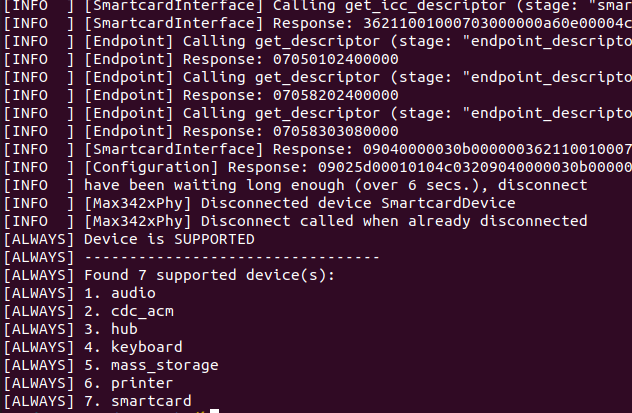 [INFO  ] [SmartcardInterface] Calling get_icc_descriptor (stage: "smar
[INFO  ] [SmartcardInterface] Response: 36211001000703000000a60e00004c
[INFO  ] [Endpoint] Calling get_descriptor (stage: "endpoint_descripto
[INFO  ] [Endpoint] Response: 07050102400000
[INFO  ] [Endpoint] Calling get_descriptor (stage: "endpoint_descripto
[INFO  ] [Endpoint] Response: 07058202400000
[INFO  ] [Endpoint] Calling get_descriptor (stage: "endpoint_descripto
[INFO  ] [Endpoint] Response: 07058303080000
[INFO  ] [SmartcardInterface] Response: 09040000030b000000362110010007
[INFO  ] [Configuration] Response: 09025d00010104c03209040000030b00000
[INFO  ] have been waiting long enough (over 6 secs.), disconnect
[INFO  ] [Max342xPhy] Disconnected device SmartcardDevice
[INFO  ] [Max342xPhy] Disconnect called when already disconnected
[ALWAYS] Device is SUPPORTED
[ALWAYS] ---------------------------------
[ALWAYS] Found 7 supported device(s):
[ALWAYS] 1. audio
[ALWAYS] 2. cdc_acm
[ALWAYS] 3. hub
[ALWAYS] 4. keyboard
[ALWAYS] 5. mass_storage
[ALWAYS] 6. printer
[ALWAYS] 7. smartcard